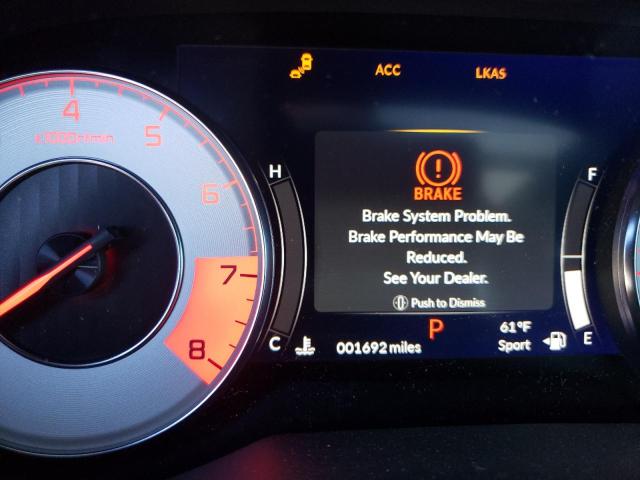 ACC
LKAS
4
x1000r/min
5
6
7
8
H
C
BRAKE
Brake System Problem.
Brake Performance May Be
Reduced.
See Your Dealer.
Push to Dismiss
F
E
P
001692 miles
61°F
Sport